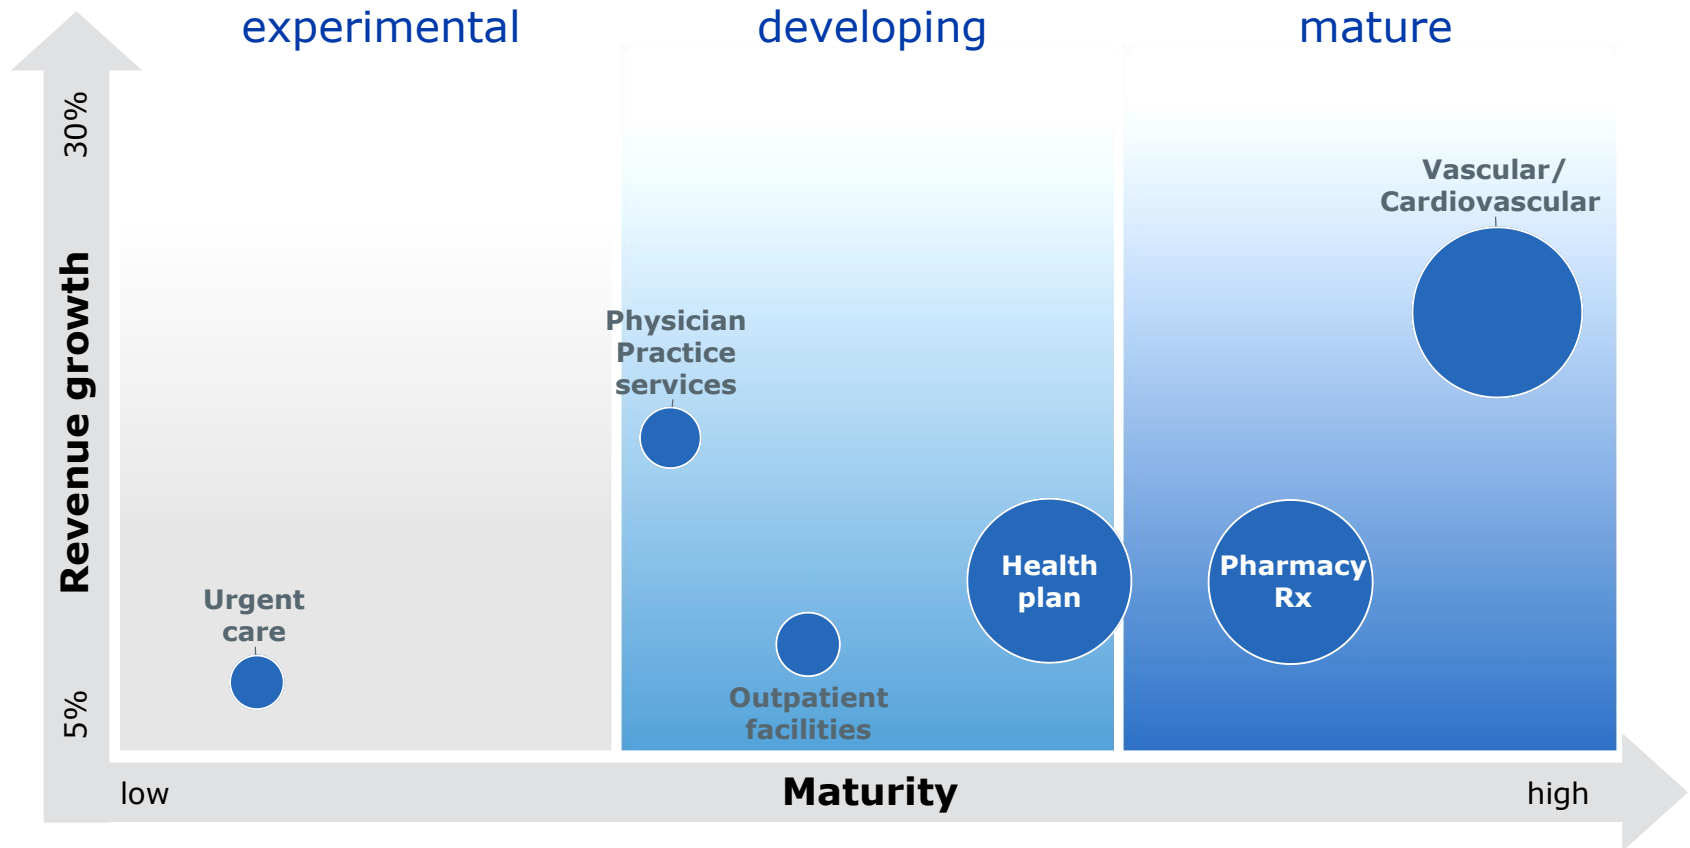 experimental
developing
mature
30%
Revenue growth
5%
Vascular/
Cardiovascular
Physician
Practice
services
Health
plan
Pharmacy
Rx
Urgent
care
Outpatient
facilities
low
Maturity
high